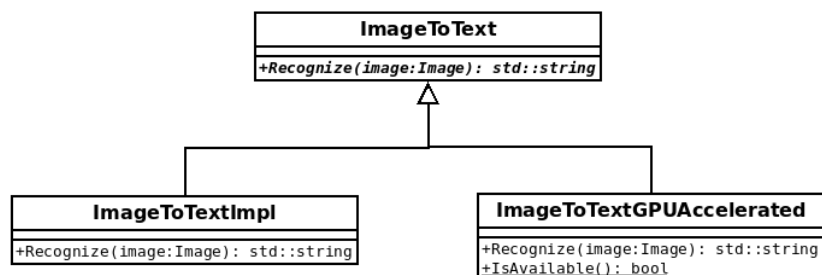 ImageToText
+Recognize(image:Image): std::string
ImageToTextImpl
+Recognize(image:Image): std::string
ImageToTextGPUAccelerated
+Recognize(image:Image): std::string
+IsAvailable(): bool